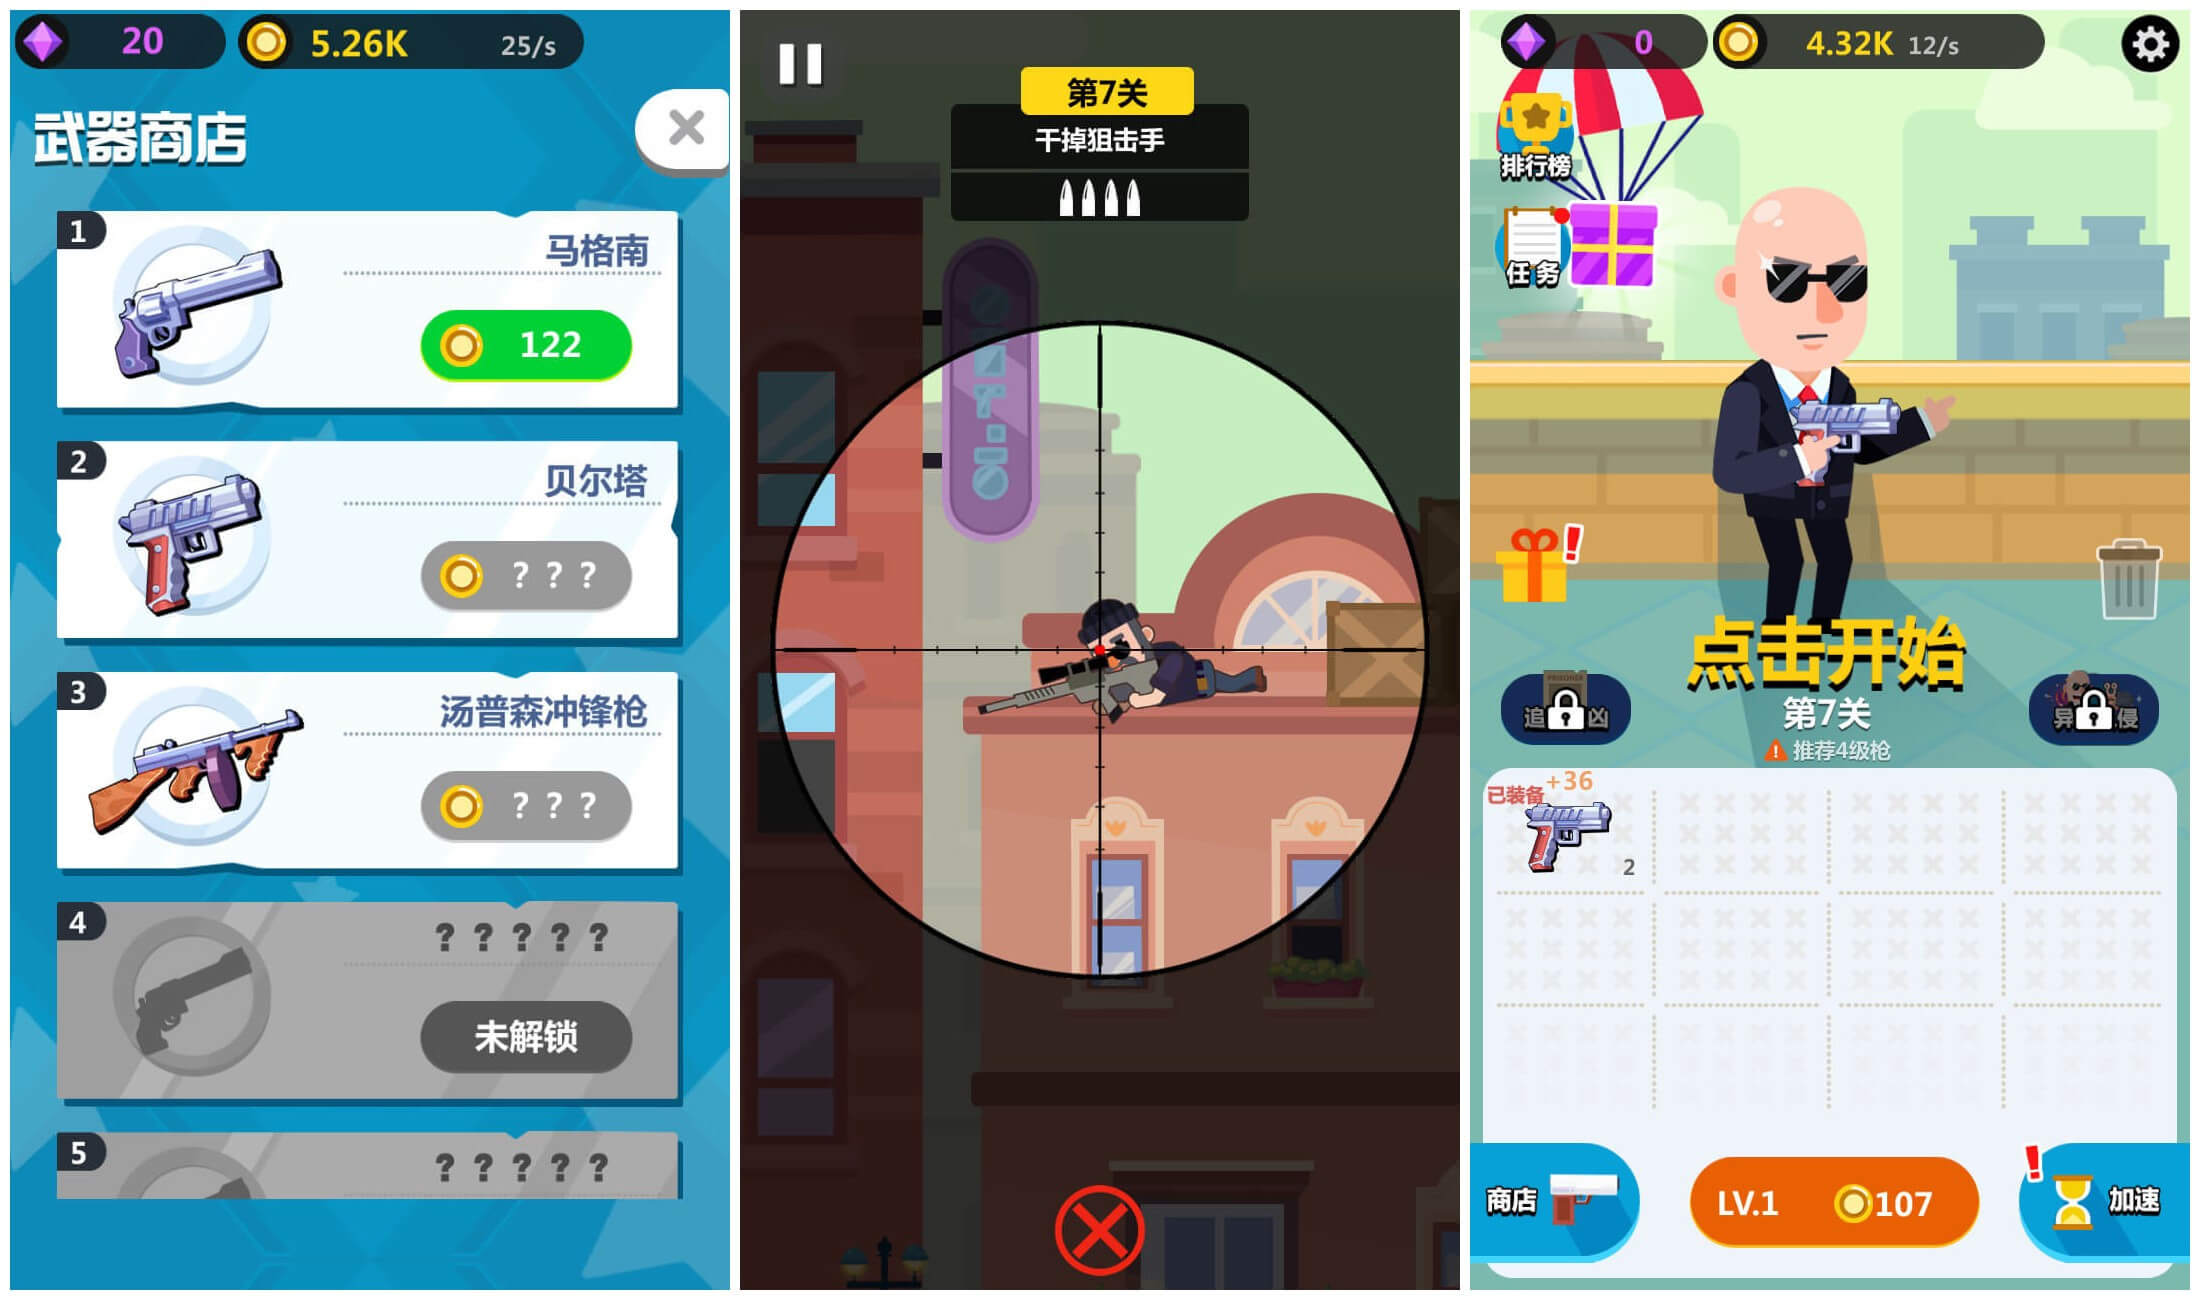 20
5.26K
25/s
武器商店
1
马格南
122
2
贝尔塔
? ? ?
3
汤普森冲锋枪
? ? ?
4
? ? ? ? ?
未解锁
5
? ? ? ? ?
第7关
干掉狙击手
0
4.32K 12/s
排行榜
任务
!
点击开始
追 凶
异 侵
第7关
推荐4级枪
+36
已装备
2
!
商店
LV.1 107
加速